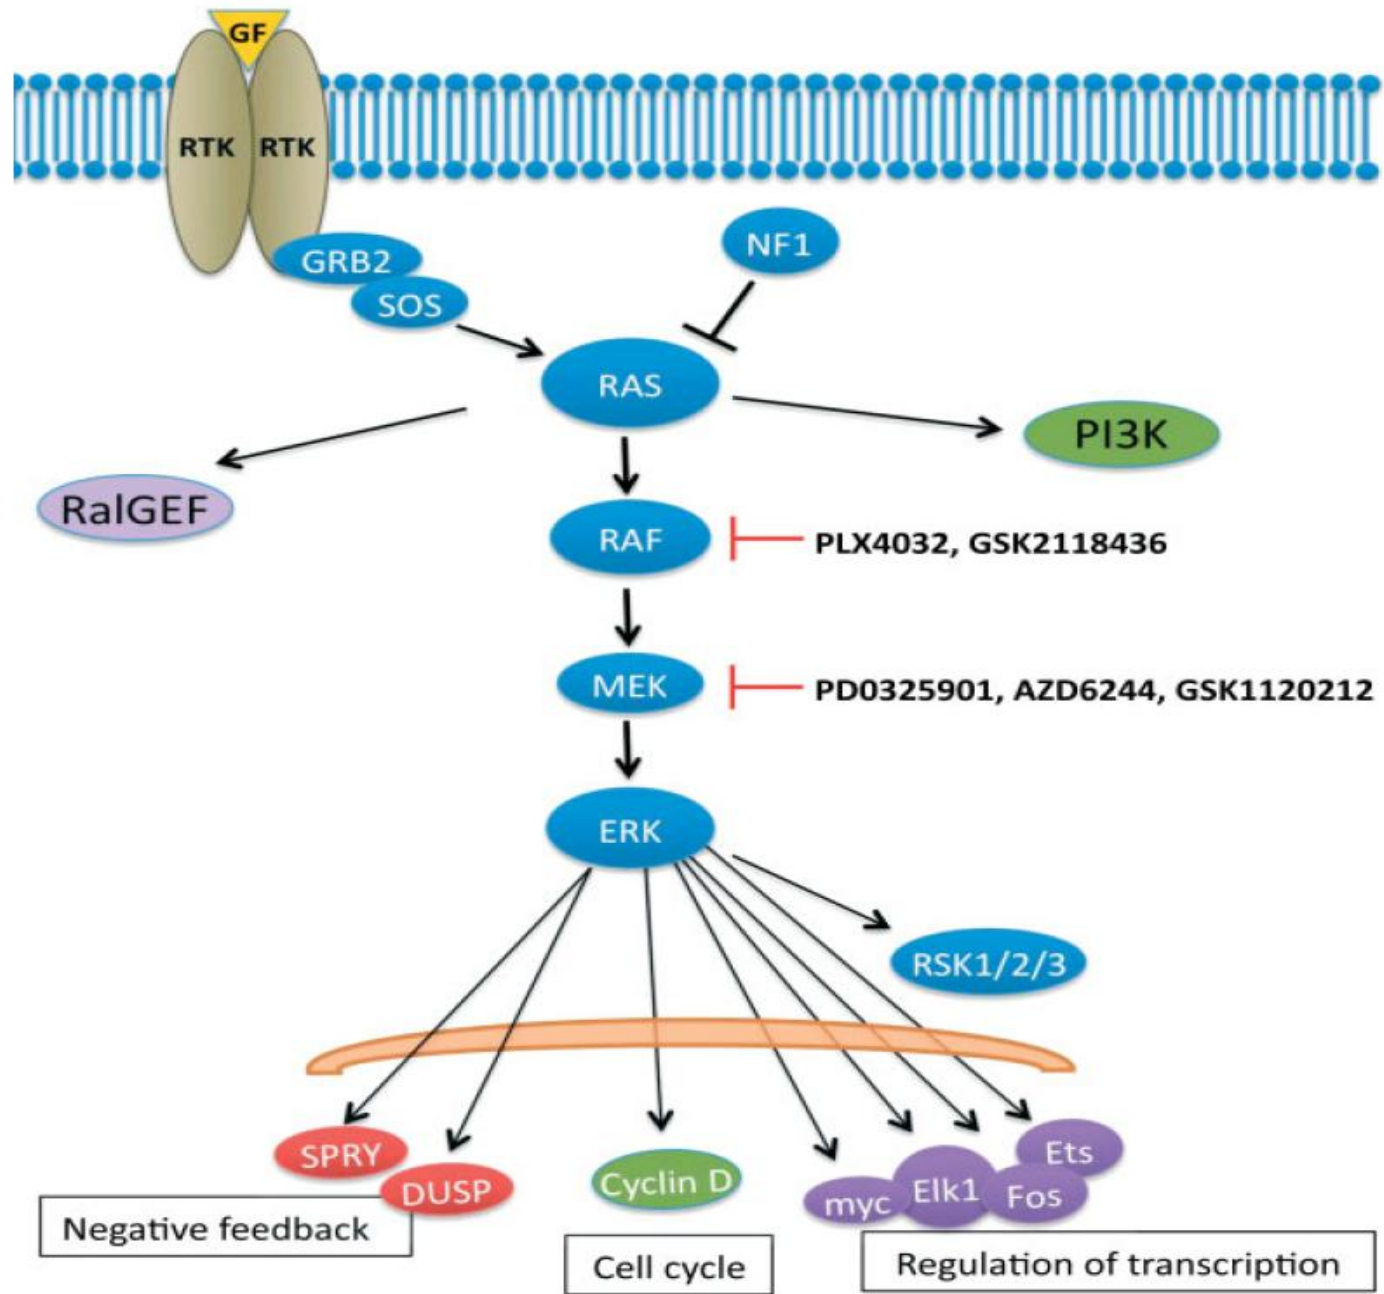 GF
RTK RTK
GRB2
SOS
NF1
RAS
RalGEF
PI3K
RAF
PLX4032, GSK2118436
MEK
PD0325901, AZD6244, GSK1120212
ERK
RSK1/2/3
SPRY
DUSP
Negative feedback
Cyclin D
Cell cycle
myc
Elk1
Fos
Ets
Regulation of transcription